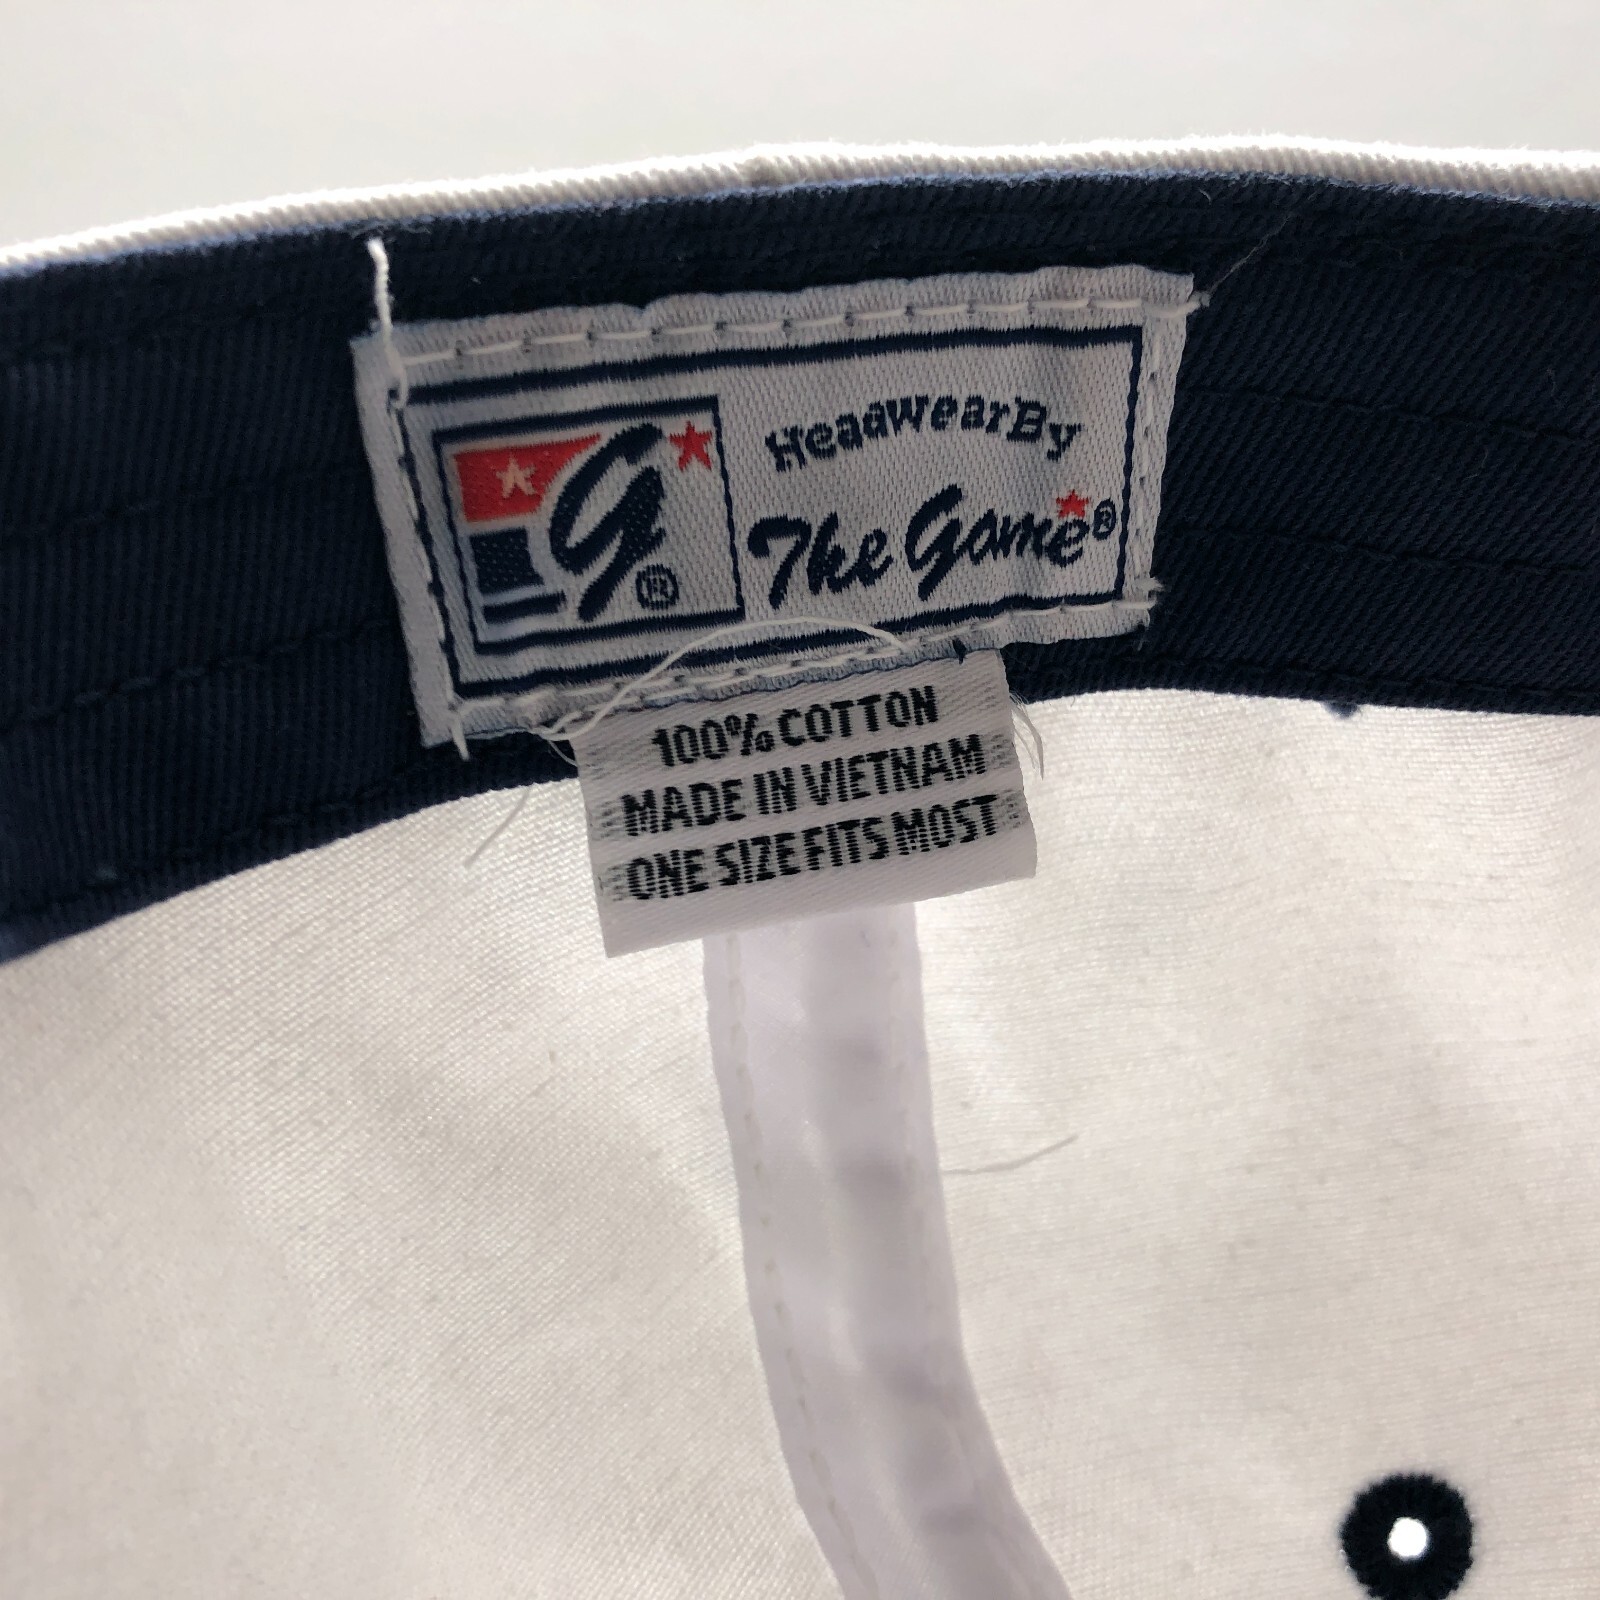 G®
HeadwearBy
The Game®
100% COTTON
MADE IN VIETNAM
ONE SIZE FITS MOST